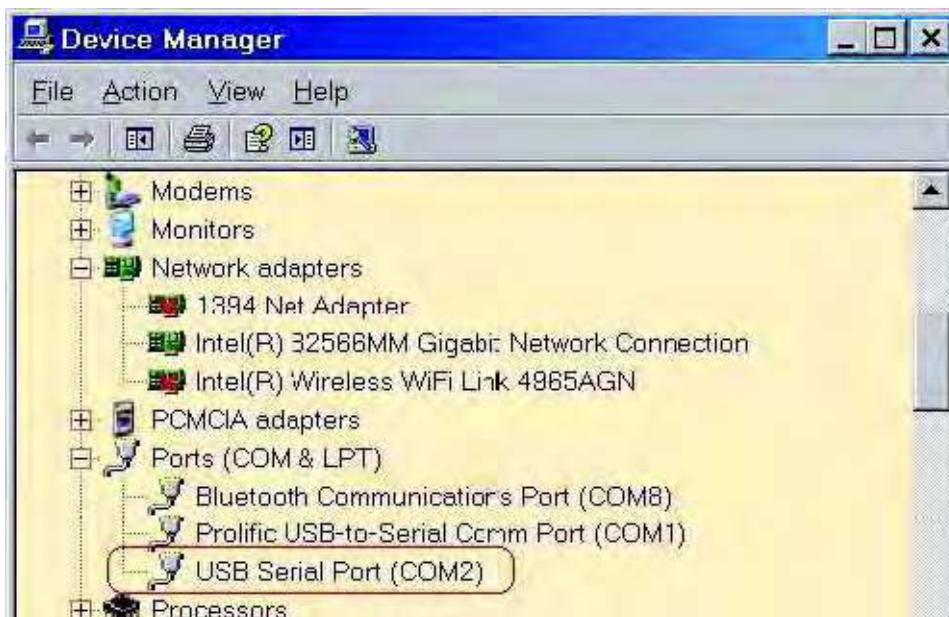 Device Manager
File Action View Help
Modems
Monitors
Network adapters
1394 Net Adapter
Intel(R) 82566MM Gigabit Network Connection
Intel(R) Wireless WiFi Link 4965AGN
PCMCIA adapters
Ports (COM & LPT)
Bluetooth Communications Port (COM8)
Prolific USB-to-Serial Comm Port (COM1)
USB Serial Port (COM2)
Processors